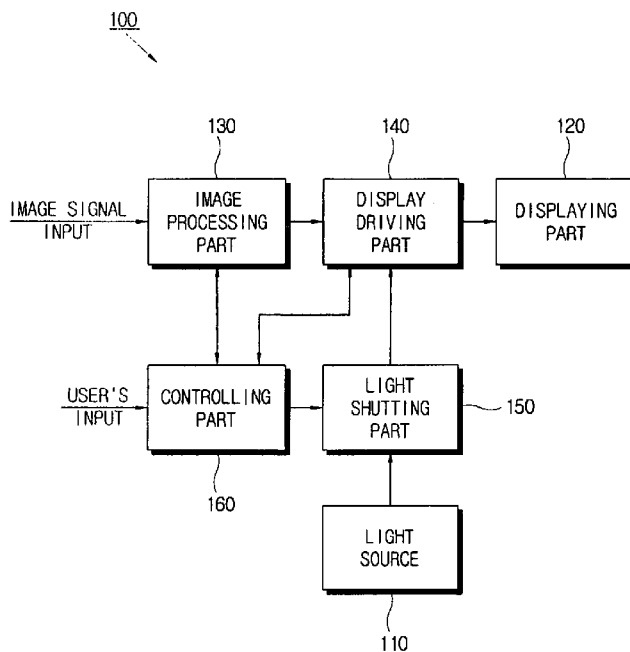 100
130
140
120
IMAGE SIGNAL
INPUT
IMAGE
PROCESSING
PART
DISPLAY
DRIVING
PART
DISPLAYING
PART
USER'S
INPUT
CONTROLLING
PART
LIGHT
SHUTTING
PART
150
160
LIGHT
SOURCE
110